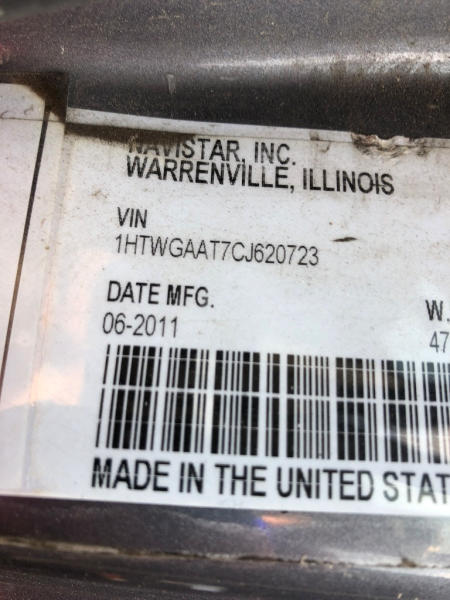 NAVISTAR, INC.
WARRENVILLE, ILLINOIS
VIN
1HTWGAAT7CJ620723
DATE MFG.
W.
06-2011
47
MADE IN THE UNITED STAT